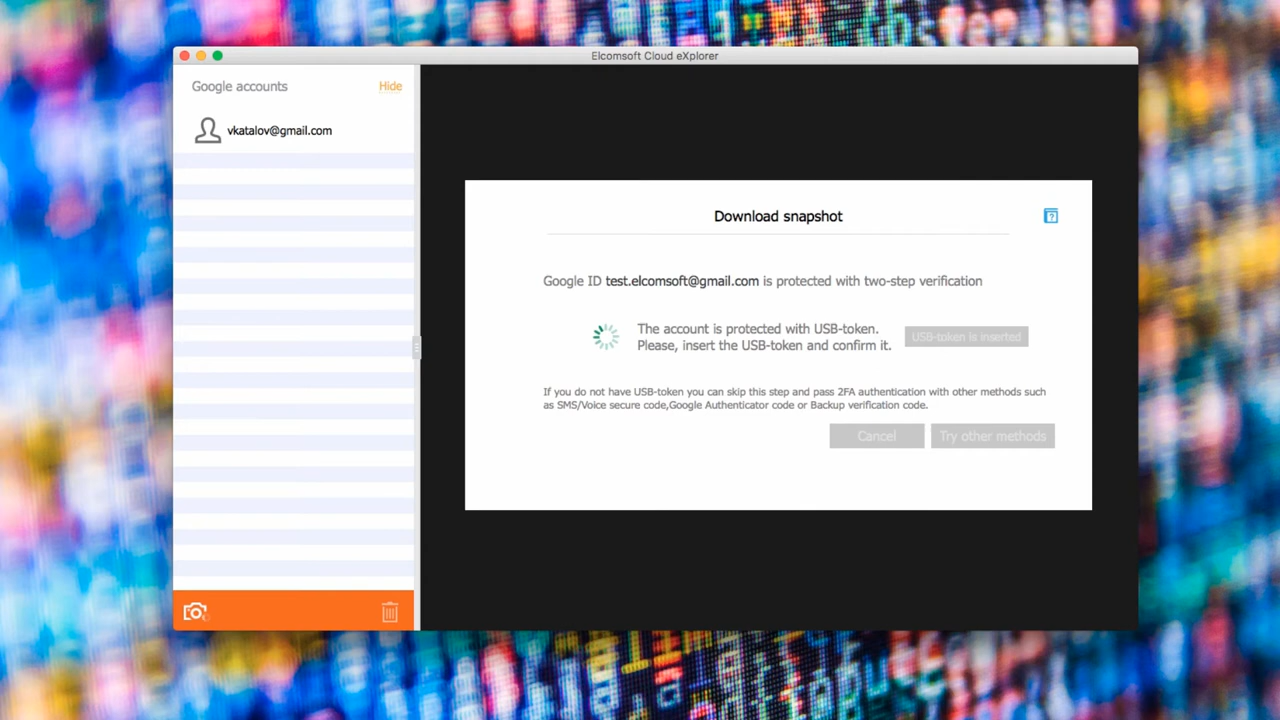 Elcomsoft Cloud eXplorer
Google accounts
Hide
vkatalov@gmail.com
Download snapshot
?
Google ID test.elcomsoft@gmail.com is protected with two-step verification
The account is protected with USB-token.
Please, insert the USB-token and confirm it.
USB-token is inserted
If you do not have USB-token you can skip this step and pass 2FA authentication with other methods such
as SMS/Voice secure code,Google Authenticator code or Backup verification code.
Cancel
Try other methods